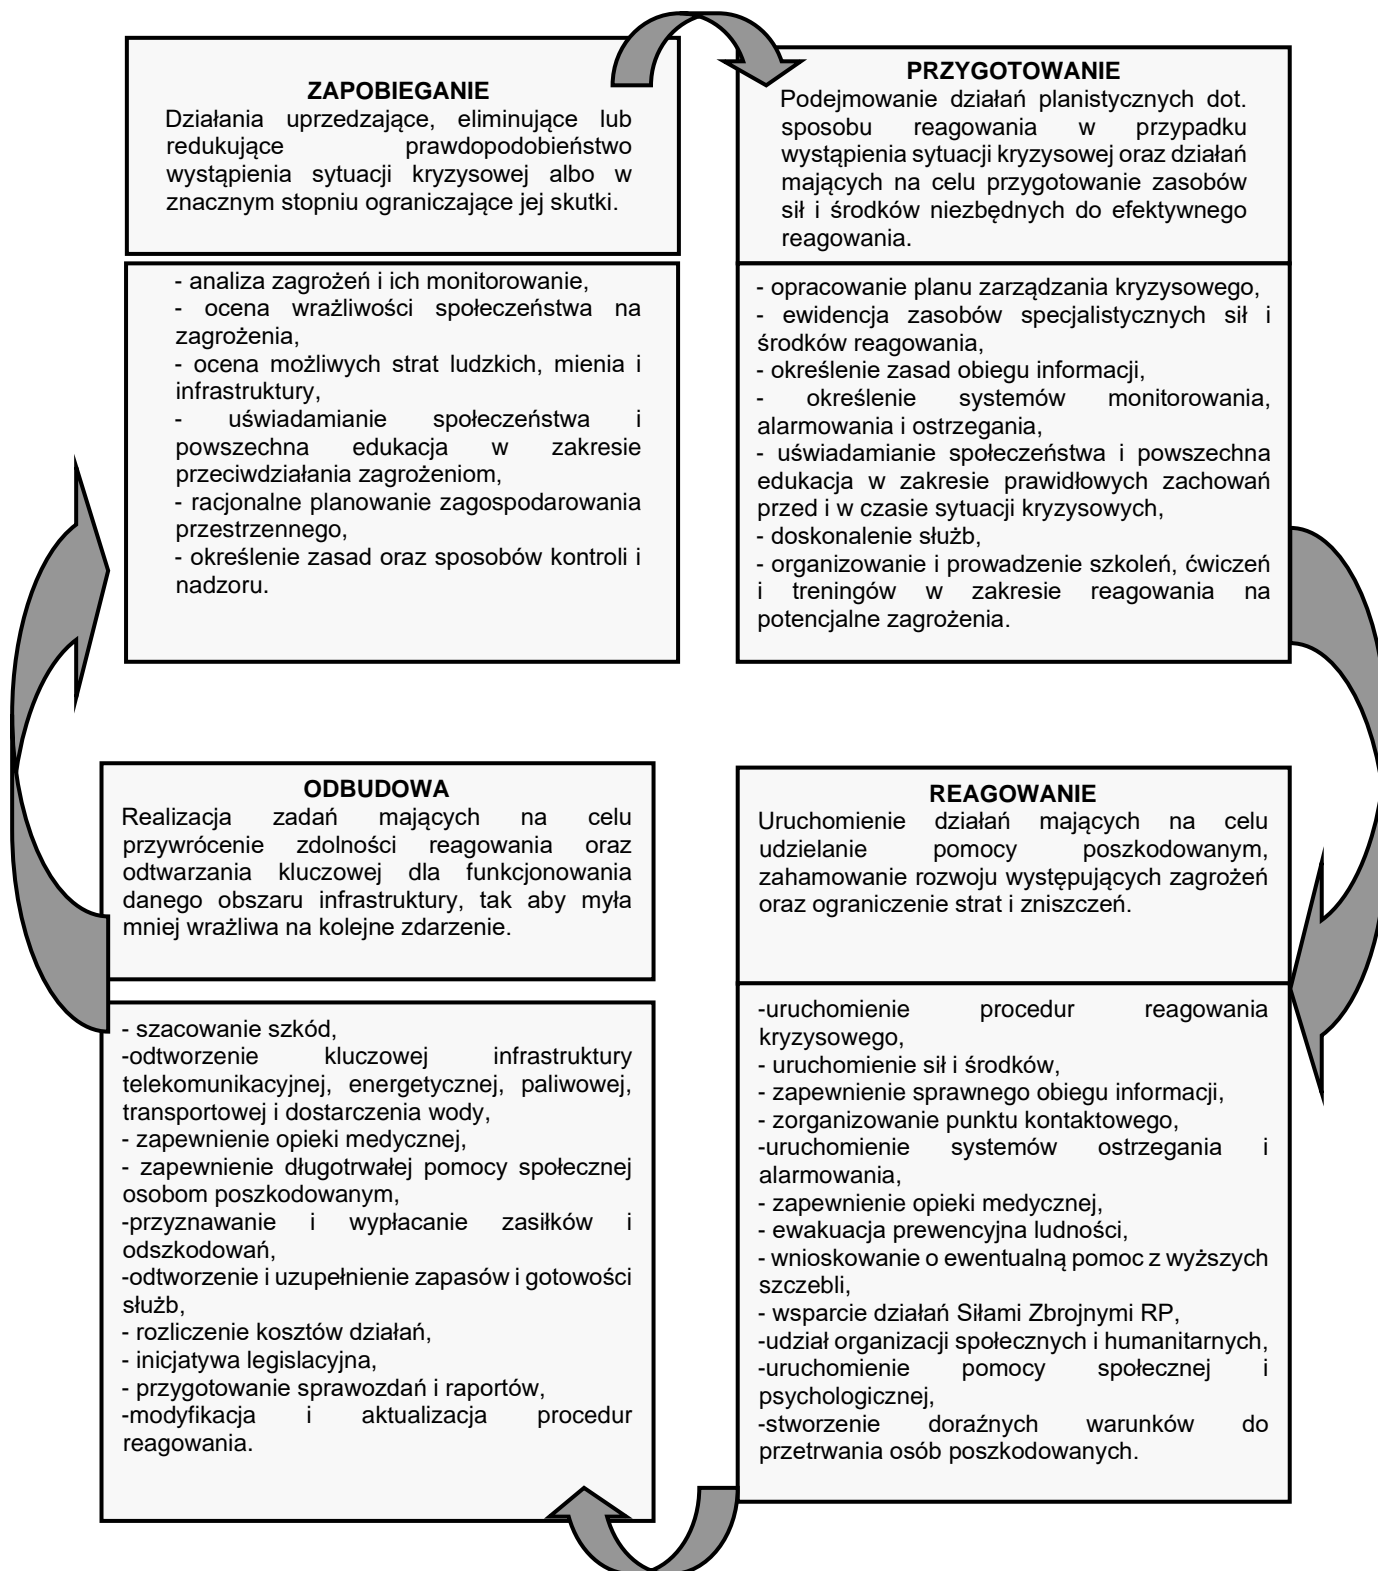 ZAPOBIEGANIE
Działania uprzedzające, eliminujące lub
redukujące prawdopodobieństwo
wystąpienia sytuacji kryzysowej albo w
znacznym stopniu ograniczające jej skutki.
- analiza zagrożeń i ich monitorowanie,
- ocena wrażliwości społeczeństwa na
zagrożenia,
- ocena możliwych strat ludzkich, mienia i
infrastruktury,
- uświadamianie społeczeństwa i
powszechna edukacja w zakresie
przeciwdziałania zagrożeniom,
- racjonalne planowanie zagospodarowania
przestrzennego,
- określenie zasad oraz sposobów kontroli i
nadzoru.
PRZYGOTOWANIE
Podejmowanie działań planistycznych dot.
sposobu reagowania w przypadku
wystąpienia sytuacji kryzysowej oraz działań
mających na celu przygotowanie zasobów
sił i środków niezbędnych do efektywnego
reagowania.
- opracowanie planu zarządzania kryzysowego,
- ewidencja zasobów specjalistycznych sił i
środków reagowania,
- określenie zasad obiegu informacji,
- określenie systemów monitorowania,
alarmowania i ostrzegania,
- uświadamianie społeczeństwa i powszechna
edukacja w zakresie prawidłowych zachowań
przed i w czasie sytuacji kryzysowych,
- doskonalenie służb,
- organizowanie i prowadzenie szkoleń, ćwiczeń
i treningów w zakresie reagowania na
potencjalne zagrożenia.
ODBUDOWA
Realizacja zadań mających na celu
przywrócenie zdolności reagowania oraz
odtwarzania kluczowej dla funkcjonowania
danego obszaru infrastruktury, tak aby myła
mniej wrażliwa na kolejne zdarzenie.
- szacowanie szkód,
-odtworzenie kluczowej infrastruktury
telekomunikacyjnej, energetycznej, paliwowej,
transportowej i dostarczenia wody,
- zapewnienie opieki medycznej,
- zapewnienie długotrwałej pomocy społecznej
osobom poszkodowanym,
-przyznawanie i wypłacanie zasiłków i
odszkodowań,
-odtworzenie i uzupełnienie zapasów i gotowości
służb,
- rozliczenie kosztów działań,
- inicjatywa legislacyjna,
- przygotowanie sprawozdań i raportów,
-modyfikacja i aktualizacja procedur
reagowania.
REAGOWANIE
Uruchomienie działań mających na celu
udzielanie pomocy poszkodowanym,
zahamowanie rozwoju występujących zagrożeń
oraz ograniczenie strat i zniszczeń.
-uruchomienie procedur reagowania
kryzysowego,
- uruchomienie sił i środków,
- zapewnienie sprawnego obiegu informacji,
- zorganizowanie punktu kontaktowego,
-uruchomienie systemów ostrzegania i
alarmowania,
- zapewnienie opieki medycznej,
- ewakuacja prewencyjna ludności,
- wnioskowanie o ewentualną pomoc z wyższych
szczebli,
- wsparcie działań Siłami Zbrojnymi RP,
-udział organizacji społecznych i humanitarnych,
-uruchomienie pomocy społecznej i
psychologicznej,
-stworzenie doraźnych warunków do
przetrwania osób poszkodowanych.